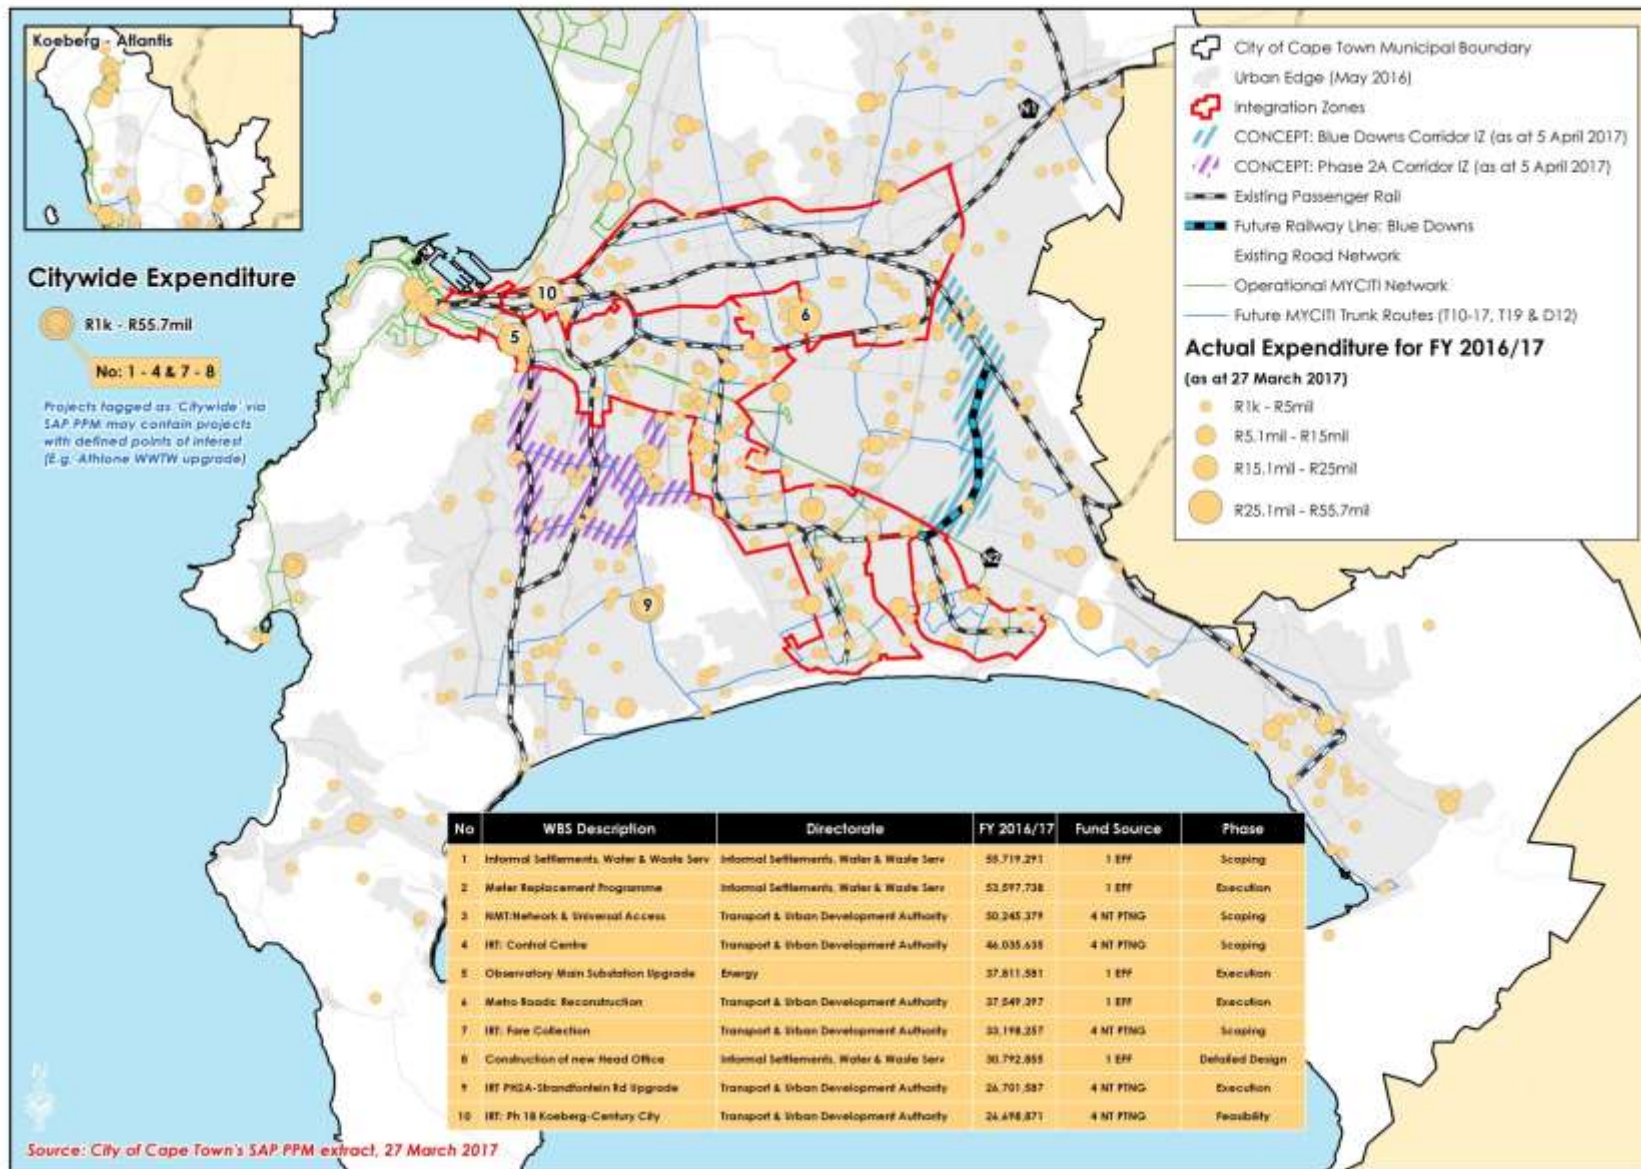 Koeberg - Atlantis
Citywide Expenditure
R1k - R55.7mil
No: 1 - 4 & 7 - 8
Projects tagged as 'Citywide' via
SAP PPM may contain projects
with defined points of interest
(E.g. Athlone WWTW upgrade)
City of Cape Town Municipal Boundary
Urban Edge (May 2016)
Integration Zones
CONCEPT: Blue Downs Corridor IZ (as at 5 April 2017)
CONCEPT: Phase 2A Corridor IZ (as at 5 April 2017)
Existing Passenger Rail
Future Railway Line: Blue Downs
Existing Road Network
Operational MYCITI Network
Future MYCITI Trunk Routes (T10-17, T19 & D12)
Actual Expenditure for FY 2016/17
(as at 27 March 2017)
R1k - R5mil
R5.1mil - R15mil
R15.1mil - R25mil
R25.1mil - R55.7mil
N1
10
6
5
N2
9
No WBS Description Directorate FY 2016/17 Fund Source Phase
1 Informal Settlements, Water & Waste Serv Informal Settlements, Water & Waste Serv 55,719,291 1 EFF Scoping
2 Meter Replacement Programme Informal Settlements, Water & Waste Serv 53,597,738 1 EFF Execution
3 NMT:Network & Universal Access Transport & Urban Development Authority 50,245,379 4 NT PTNG Scoping
4 IRT: Control Centre Transport & Urban Development Authority 46,035,635 4 NT PTNG Scoping
5 Observatory Main Substation Upgrade Energy 37,811,581 1 EFF Execution
6 Metro Roads: Reconstruction Transport & Urban Development Authority 37,549,397 1 EFF Execution
7 IRT: Fare Collection Transport & Urban Development Authority 33,198,257 4 NT PTNG Scoping
8 Construction of new Head Office Informal Settlements, Water & Waste Serv 30,792,855 1 EFF Detailed Design
9 IRT PH2A-Strandfontein Rd Upgrade Transport & Urban Development Authority 26,701,587 4 NT PTNG Execution
10 IRT: Ph 1B Koeberg-Century City Transport & Urban Development Authority 26,698,871 4 NT PTNG Feasibility
N
Source: City of Cape Town's SAP PPM extract, 27 March 2017